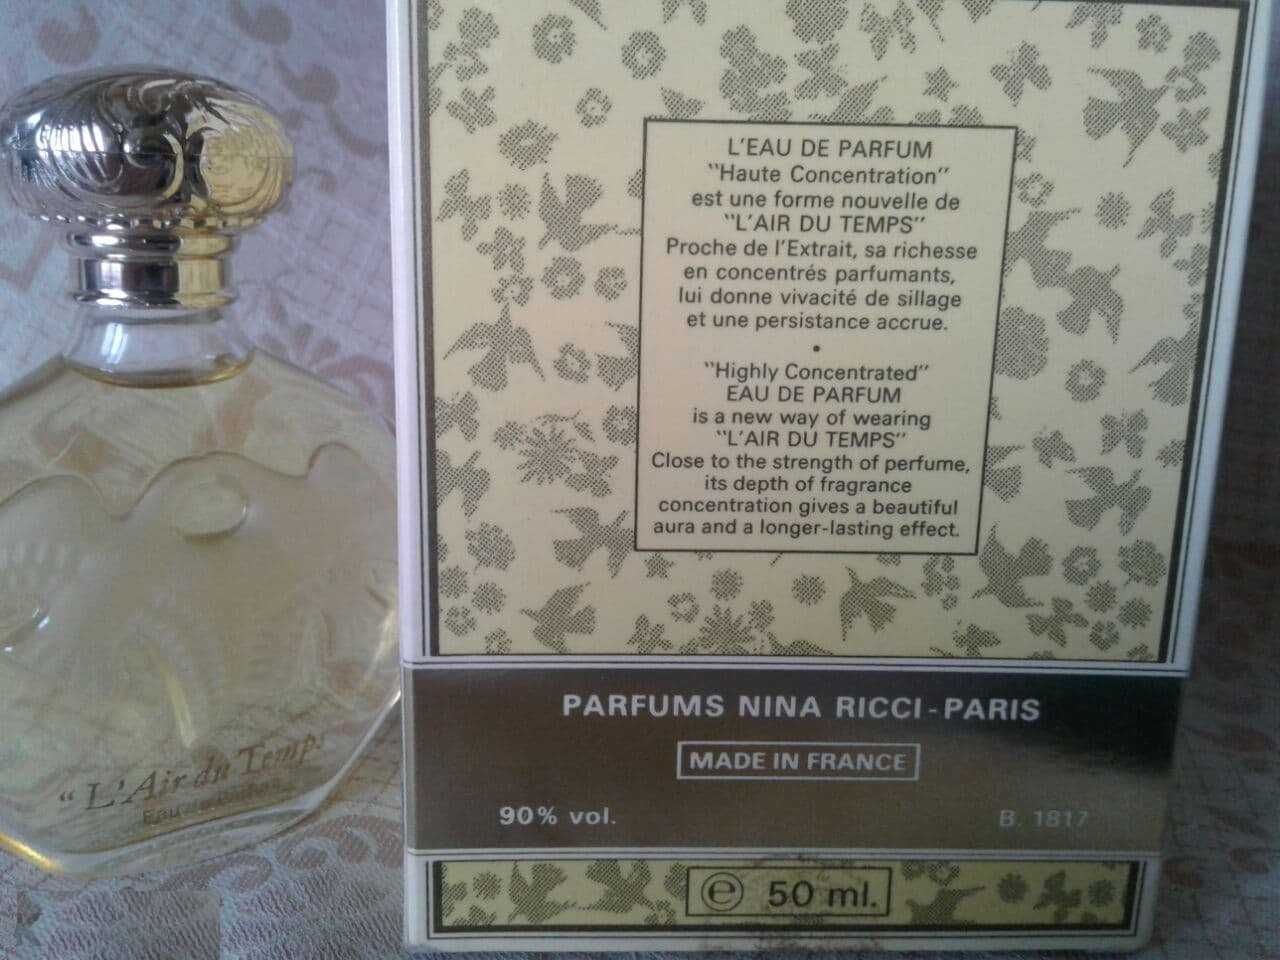 L'EAU DE PARFUM
"Haute Concentration"
est une forme nouvelle de
"L'AIR DU TEMPS"
Proche de l'Extrait, sa richesse
en concentrés parfumants,
lui donne vivacité de sillage
et une persistance accrue.
•
"Highly Concentrated"
EAU DE PARFUM
is a new way of wearing
"L'AIR DU TEMPS"
Close to the strength of perfume,
its depth of fragrance
concentration gives a beautiful
aura and a longer-lasting effect.
PARFUMS NINA RICCI-PARIS
MADE IN FRANCE
90% vol.
B. 1817
℮ 50 ml.
"L'Air du Temps
Eau de Parfum